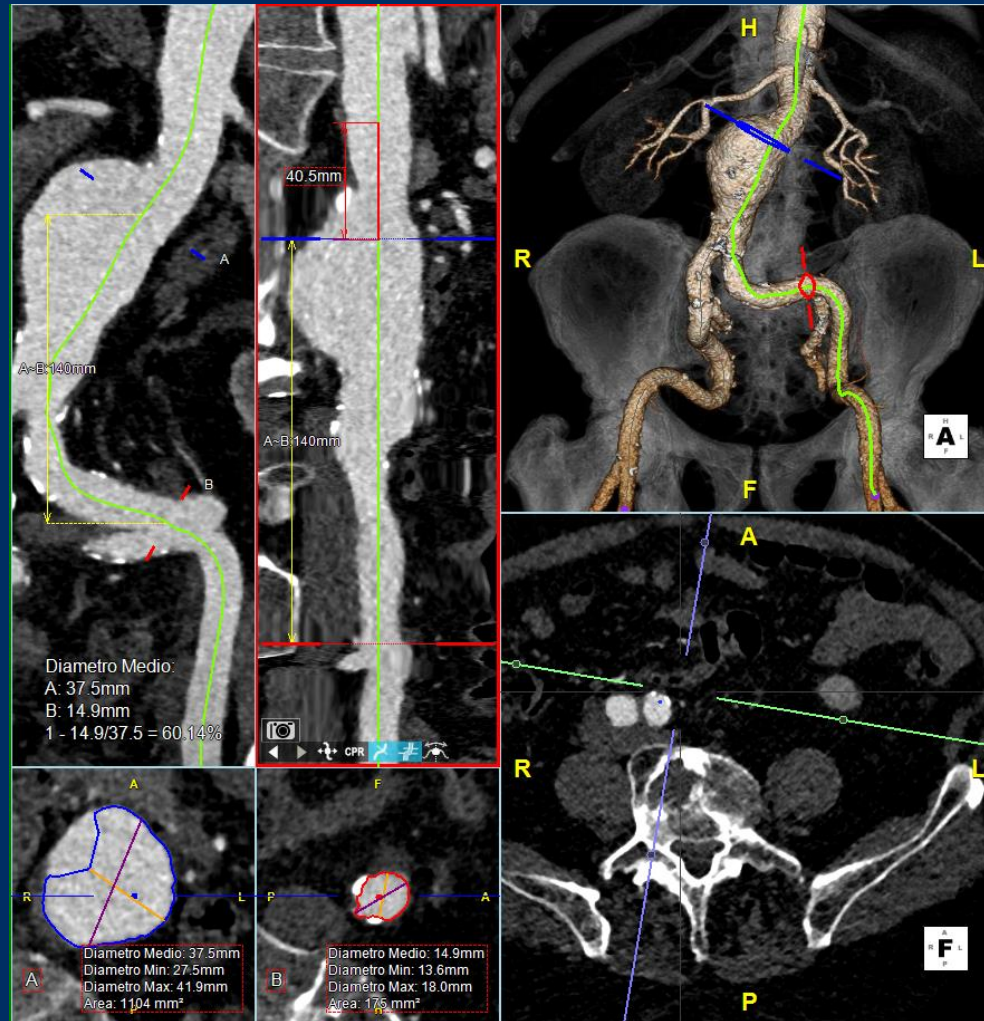 A
A~B:140mm
B
Diametro Medio:
A: 37.5mm
B: 14.9mm
1 - 14.9/37.5 = 60.14%
40.5mm
A~B:140mm
CPR
H
R
L
F
H
R A L
F
A
R
L
P
A
R F L
P
A
R
L
A
Diametro Medio: 37.5mm
Diametro Min: 27.5mm
Diametro Max: 41.9mm
Area: 1104 mm²
P
F
P
A
B
Diametro Medio: 14.9mm
Diametro Min: 13.6mm
Diametro Max: 18.0mm
Area: 175 mm²
H